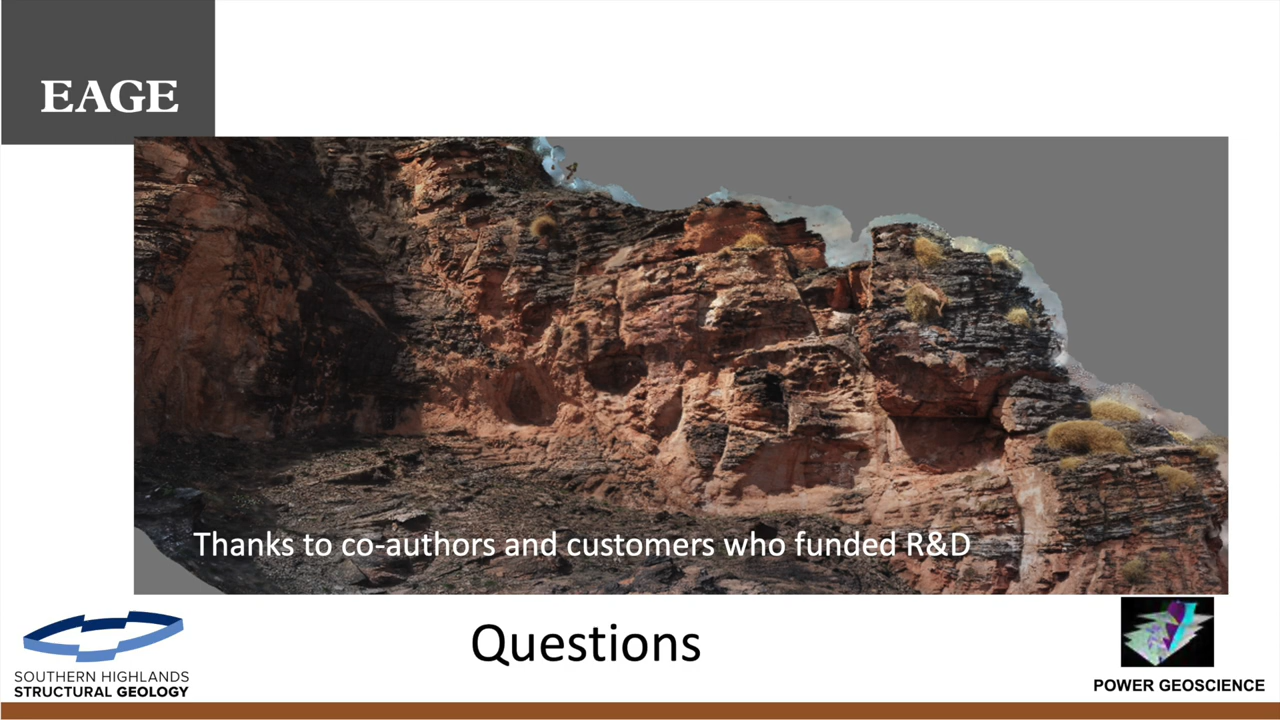 EAGE
Thanks to co-authors and customers who funded R&D
Questions
SOUTHERN HIGHLANDS
STRUCTURAL GEOLOGY
POWER GEOSCIENCE